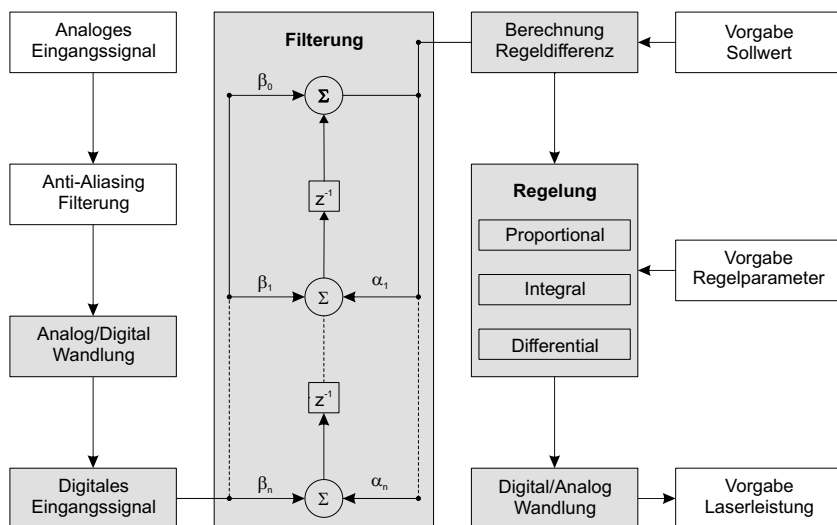 Analoges
Eingangssignal
Anti-Aliasing
Filterung
Analog/Digital
Wandlung
Digitales
Eingangssignal
Filterung
β₀
Σ
z⁻¹
β₁
Σ
α₁
z⁻¹
βₙ
Σ
αₙ
Berechnung
Regeldifferenz
Vorgabe
Sollwert
Regelung
Proportional
Integral
Differential
Vorgabe
Regelparameter
Digital/Analog
Wandlung
Vorgabe
Laserleistung